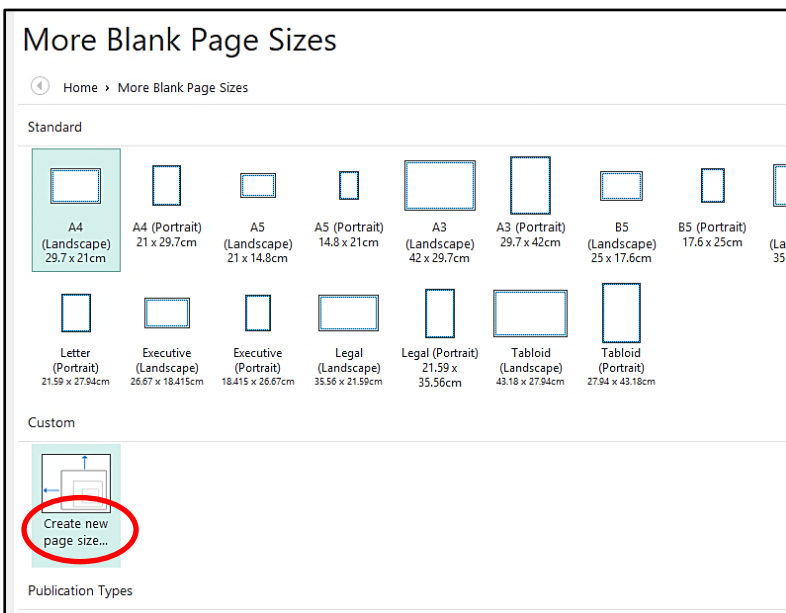 More Blank Page Sizes
Home › More Blank Page Sizes
Standard
A4
(Landscape)
29.7 x 21cm
A4 (Portrait)
21 x 29.7cm
A5
(Landscape)
21 x 14.8cm
A5 (Portrait)
14.8 x 21cm
A3
(Landscape)
42 x 29.7cm
A3 (Portrait)
29.7 x 42cm
B5
(Landscape)
25 x 17.6cm
B5 (Portrait)
17.6 x 25cm
(La
35
Letter
(Portrait)
21.59 x 27.94cm
Executive
(Landscape)
26.67 x 18.415cm
Executive
(Portrait)
18.415 x 26.67cm
Legal
(Landscape)
35.56 x 21.59cm
Legal (Portrait)
21.59 x
35.56cm
Tabloid
(Landscape)
43.18 x 27.94cm
Tabloid
(Portrait)
27.94 x 43.18cm
Custom
Create new
page size...
Publication Types